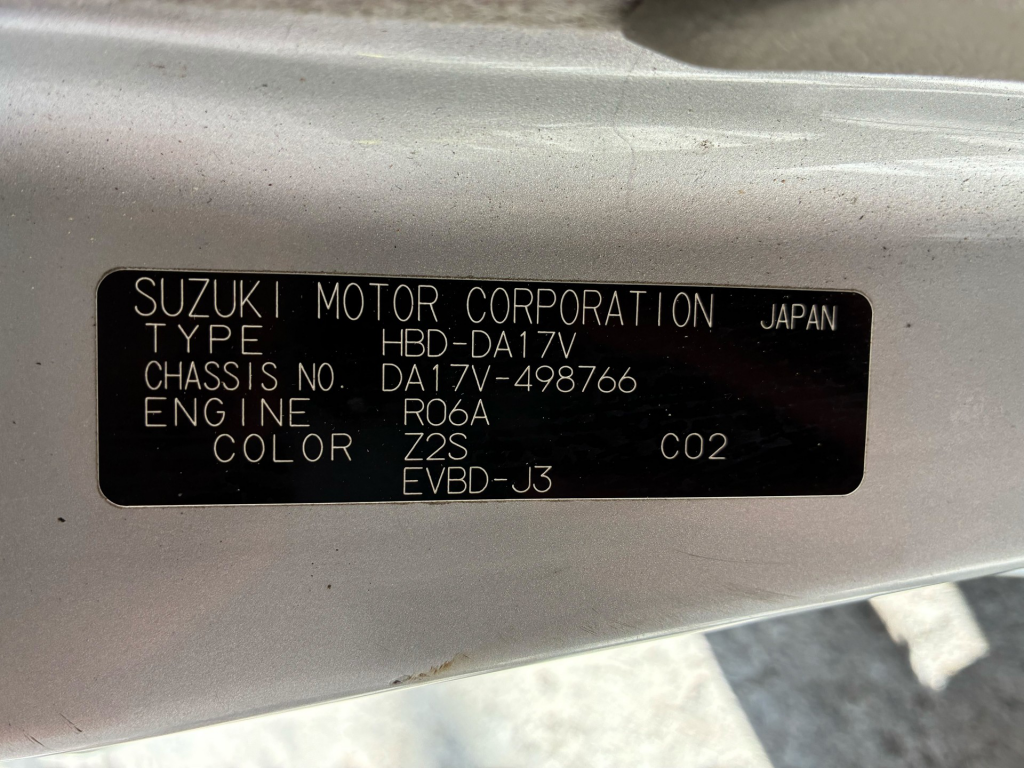 SUZUKI MOTOR CORPORATION JAPAN
TYPE HBD-DA17V
CHASSIS NO. DA17V-498766
ENGINE R06A
COLOR Z2S C02
EVBD-J3